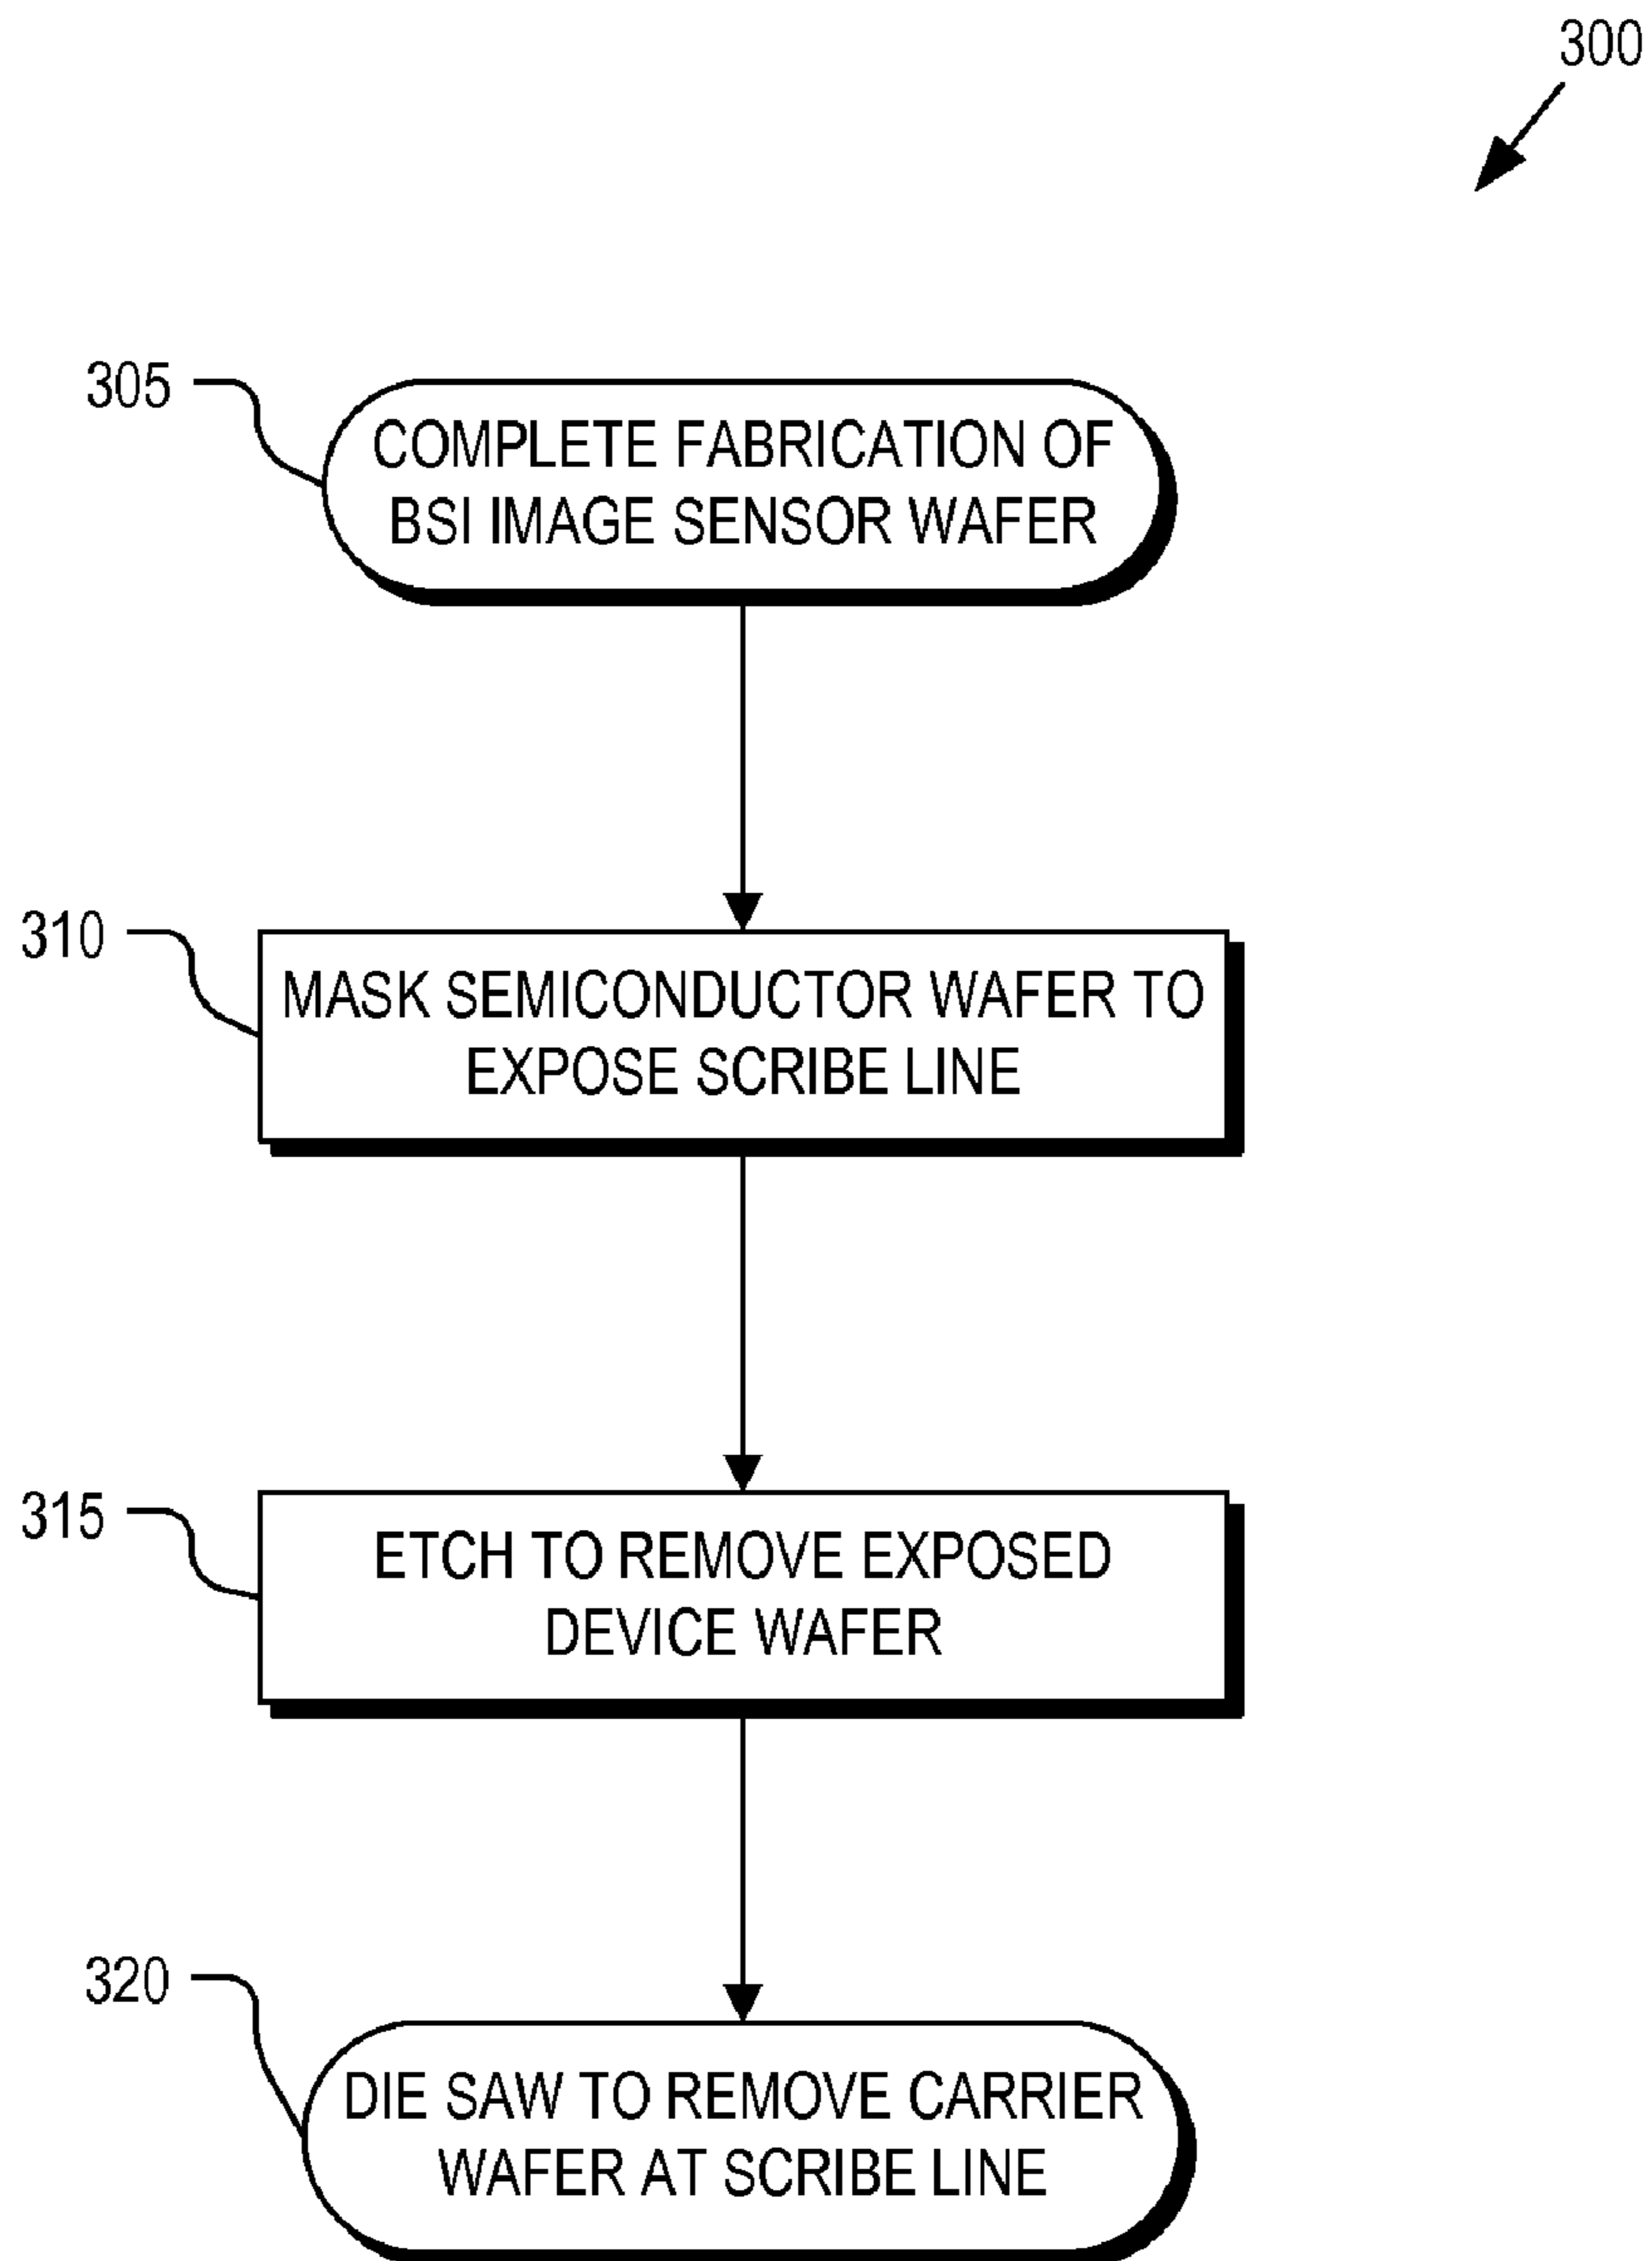 300
305
COMPLETE FABRICATION OF
BSI IMAGE SENSOR WAFER
310
MASK SEMICONDUCTOR WAFER TO
EXPOSE SCRIBE LINE
315
ETCH TO REMOVE EXPOSED
DEVICE WAFER
320
DIE SAW TO REMOVE CARRIER
WAFER AT SCRIBE LINE